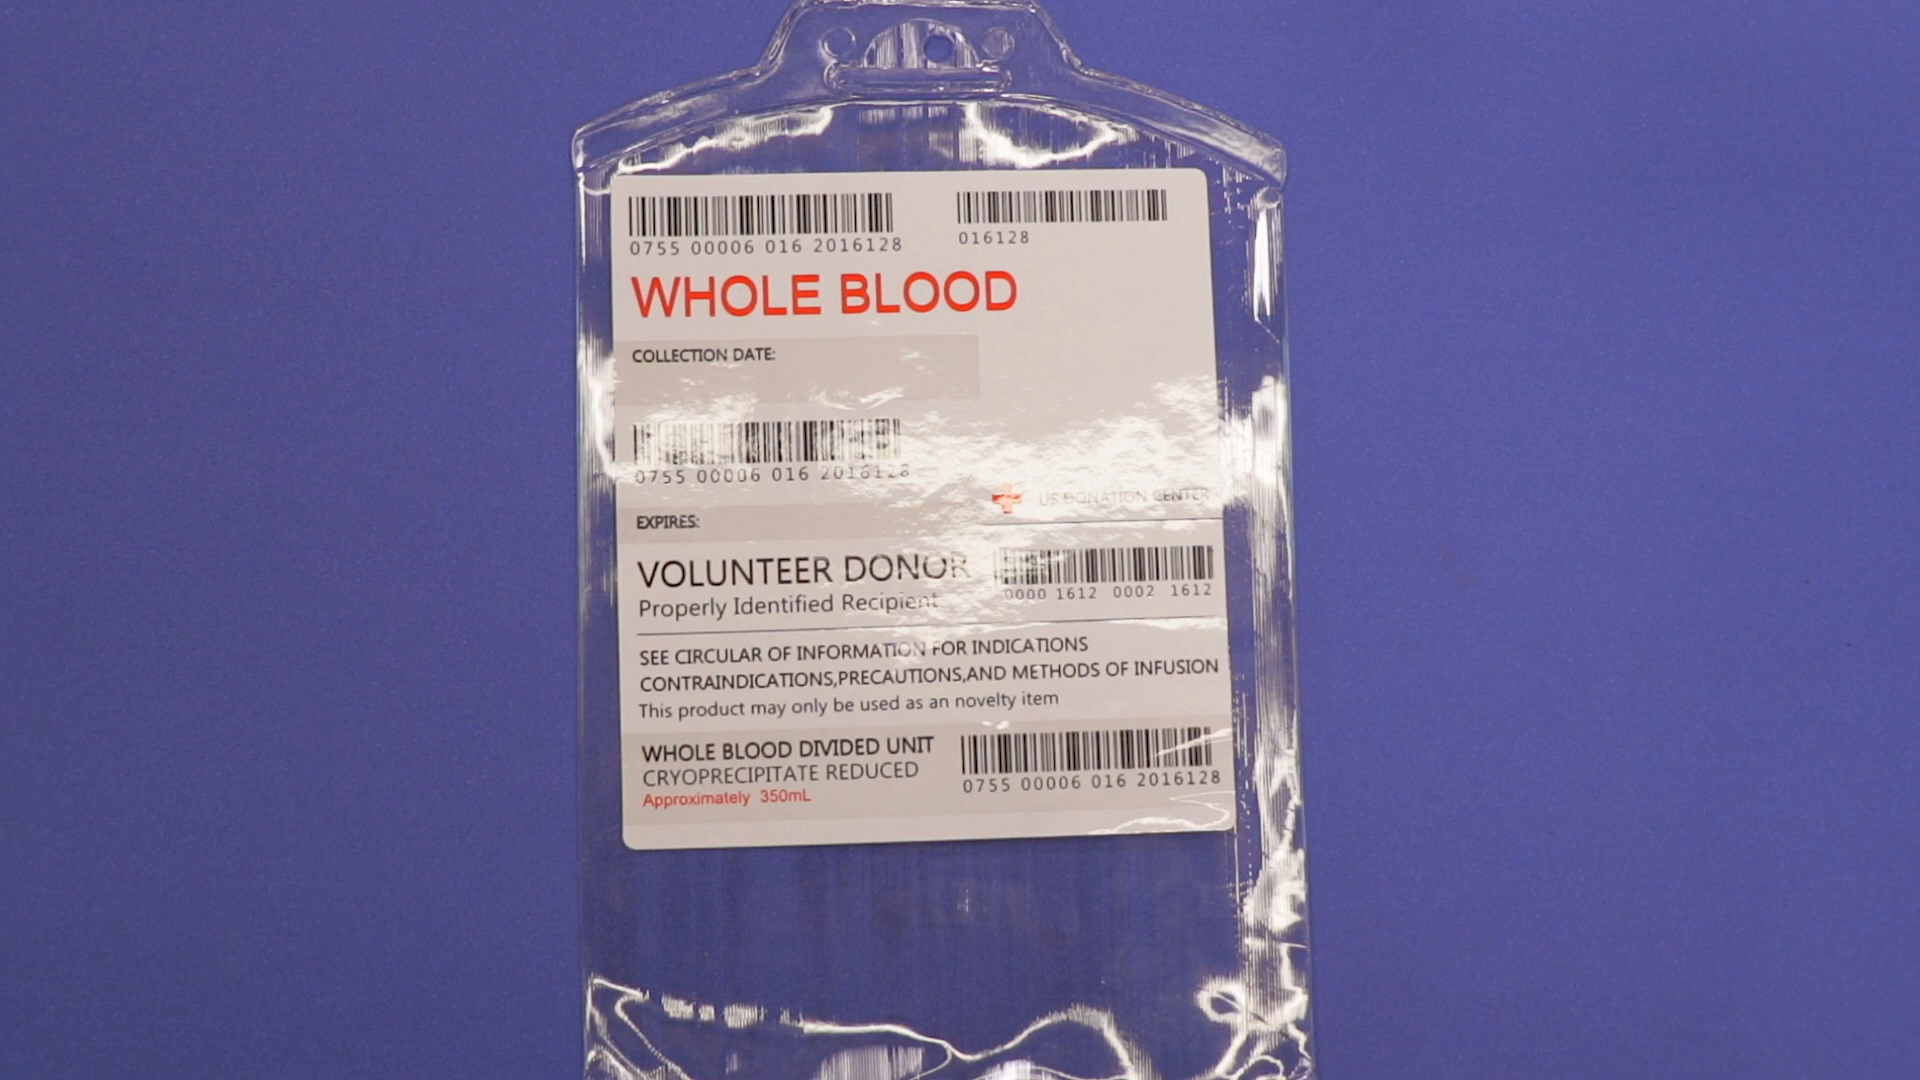 0755 00006 016 2016128
016128
WHOLE BLOOD
COLLECTION DATE:
0755 00006 016 2016128
US DONATION CENTER
EXPIRES:
VOLUNTEER DONOR
Properly Identified Recipient
0000 1612 0002 1612
SEE CIRCULAR OF INFORMATION FOR INDICATIONS
CONTRAINDICATIONS,PRECAUTIONS,AND METHODS OF INFUSION
This product may only be used as an novelty item
WHOLE BLOOD DIVIDED UNIT
CRYOPRECIPITATE REDUCED
Approximately 350mL
0755 00006 016 2016128